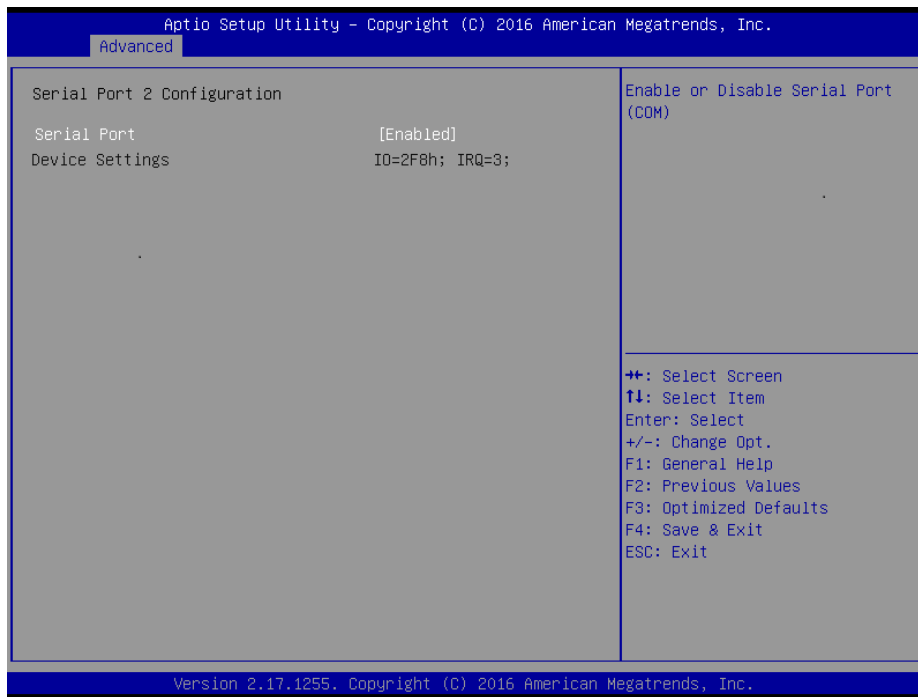 Aptio Setup Utility – Copyright (C) 2016 American Megatrends, Inc.
Advanced
Serial Port 2 Configuration
Serial Port [Enabled]
Device Settings IO=2F8h; IRQ=3;
Enable or Disable Serial Port
(COM)
→←: Select Screen
↑↓: Select Item
Enter: Select
+/-: Change Opt.
F1: General Help
F2: Previous Values
F3: Optimized Defaults
F4: Save & Exit
ESC: Exit
Version 2.17.1255. Copyright (C) 2016 American Megatrends, Inc.